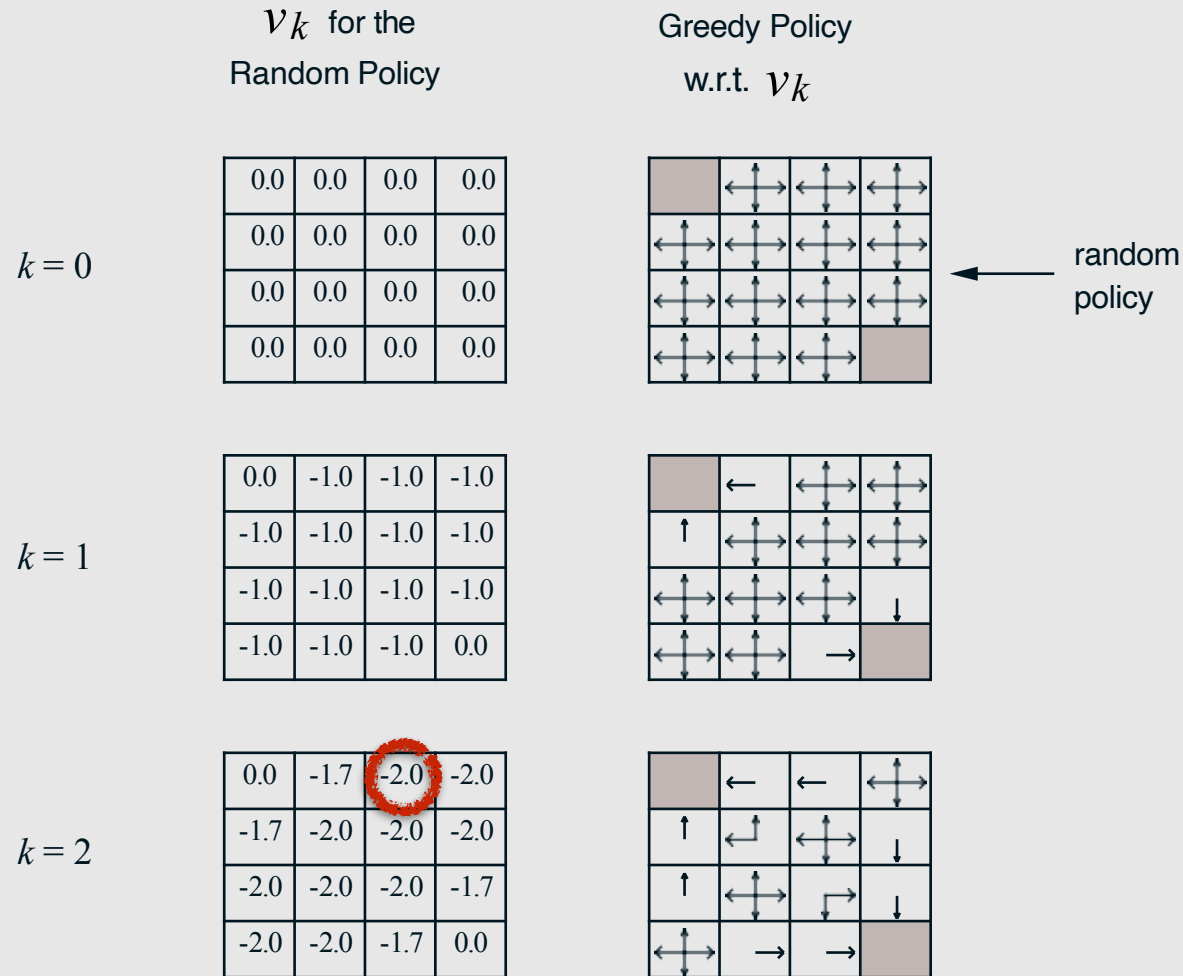 v_k for the
Random Policy
Greedy Policy
w.r.t. v_k
k = 0
0.0 0.0 0.0 0.0
0.0 0.0 0.0 0.0
0.0 0.0 0.0 0.0
0.0 0.0 0.0 0.0
random
policy
k = 1
0.0 -1.0 -1.0 -1.0
-1.0 -1.0 -1.0 -1.0
-1.0 -1.0 -1.0 -1.0
-1.0 -1.0 -1.0 0.0
k = 2
0.0 -1.7 -2.0 -2.0
-1.7 -2.0 -2.0 -2.0
-2.0 -2.0 -2.0 -1.7
-2.0 -2.0 -1.7 0.0